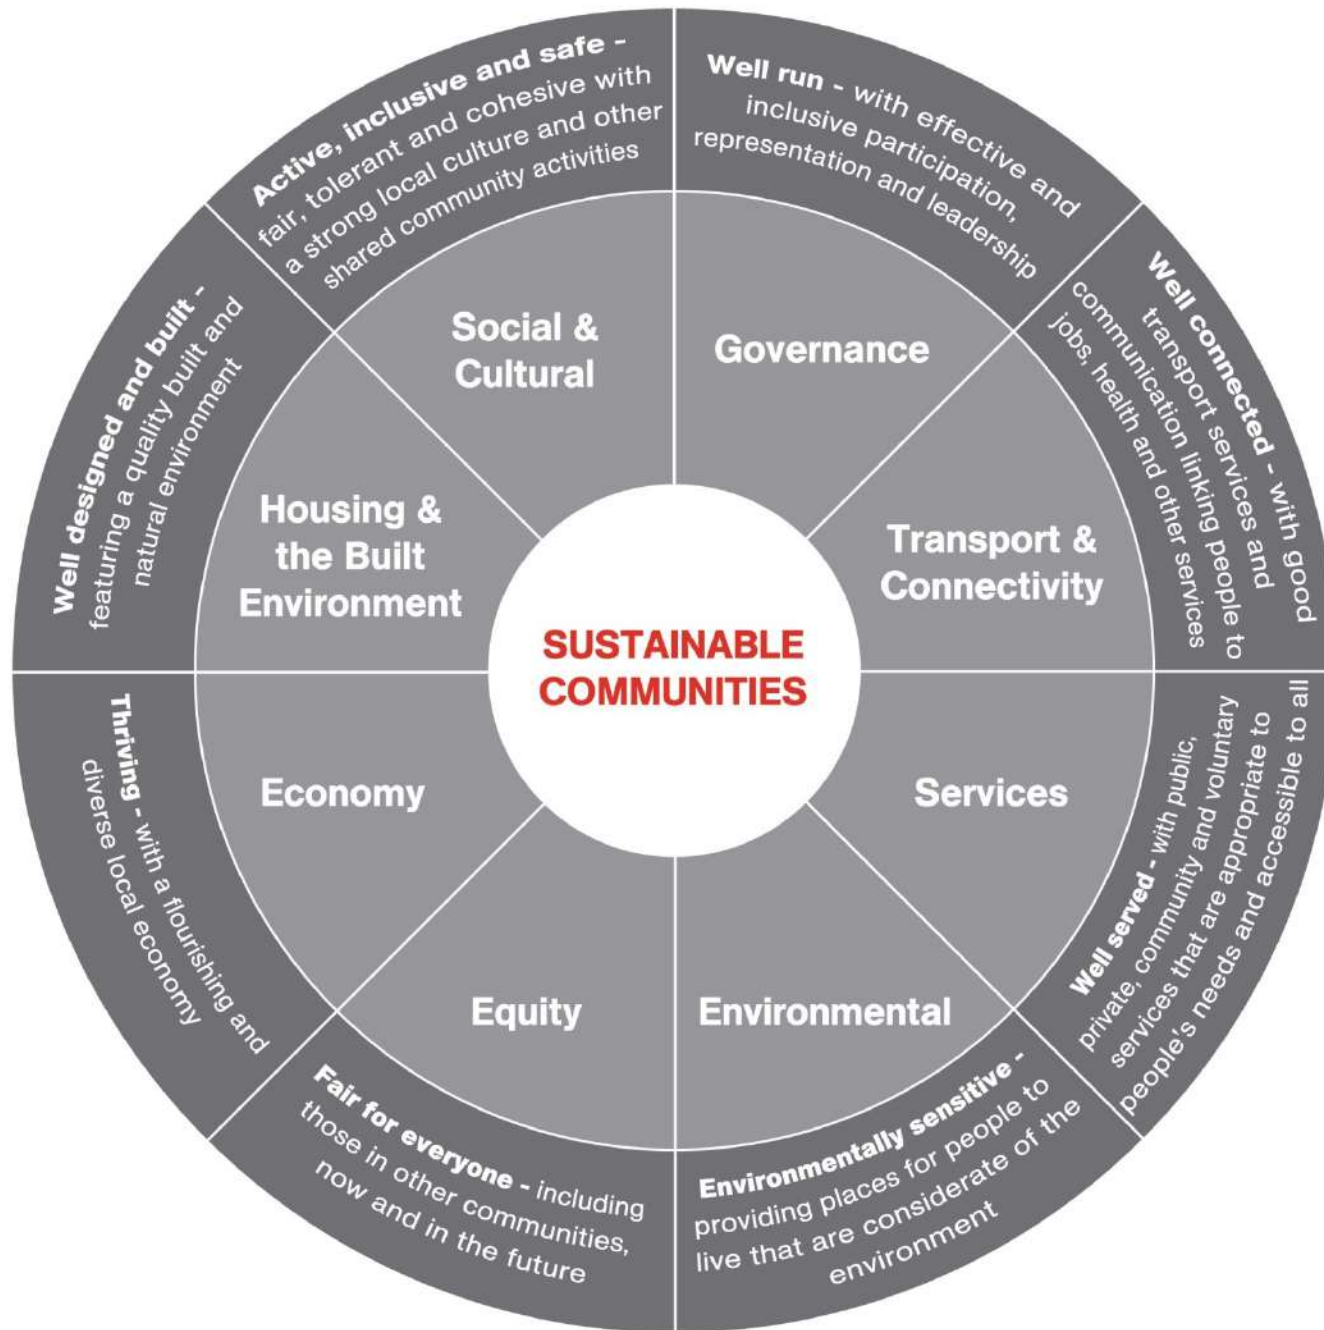 Active, inclusive and safe -
fair, tolerant and cohesive with
a strong local culture and other
shared community activities
Well run - with effective and
inclusive participation,
representation and leadership
Well connected - with good
transport services and
communication linking people to
jobs, health and other services
Well served - with public,
private, community and voluntary
services that are appropriate to
people's needs and accessible to all
Environmentally sensitive -
providing places for people to
live that are considerate of the
environment
Fair for everyone - including
those in other communities,
now and in the future
Thriving - with a flourishing and
diverse local economy
Well designed and built -
featuring a quality built and
natural environment
Social &
Cultural
Governance
Transport &
Connectivity
Services
Environmental
Equity
Economy
Housing &
the Built
Environment
SUSTAINABLE
COMMUNITIES